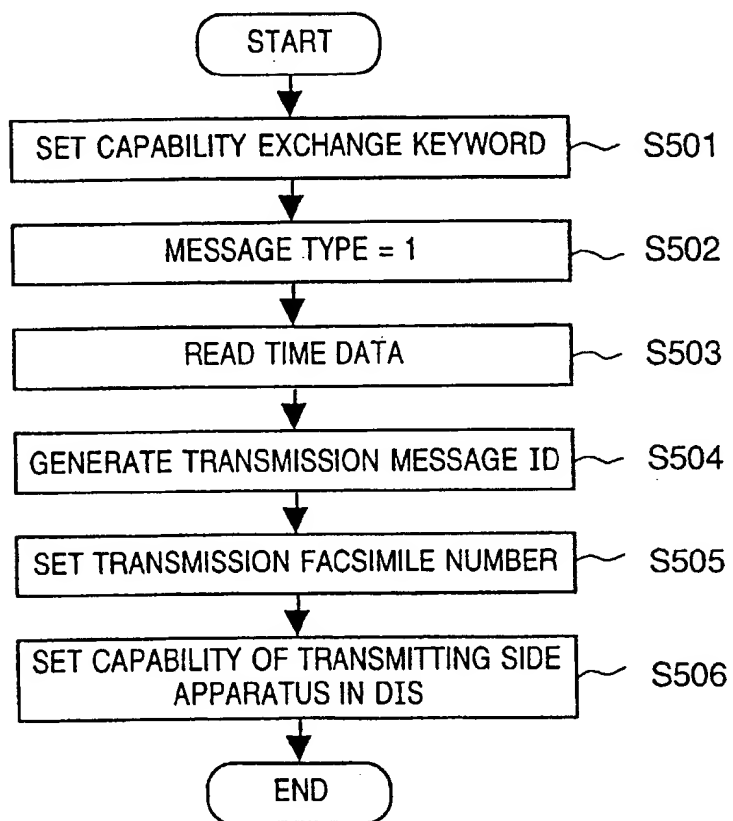 START
SET CAPABILITY EXCHANGE KEYWORD
S501
MESSAGE TYPE = 1
S502
READ TIME DATA
S503
GENERATE TRANSMISSION MESSAGE ID
S504
SET TRANSMISSION FACSIMILE NUMBER
S505
SET CAPABILITY OF TRANSMITTING SIDE
APPARATUS IN DIS
S506
END